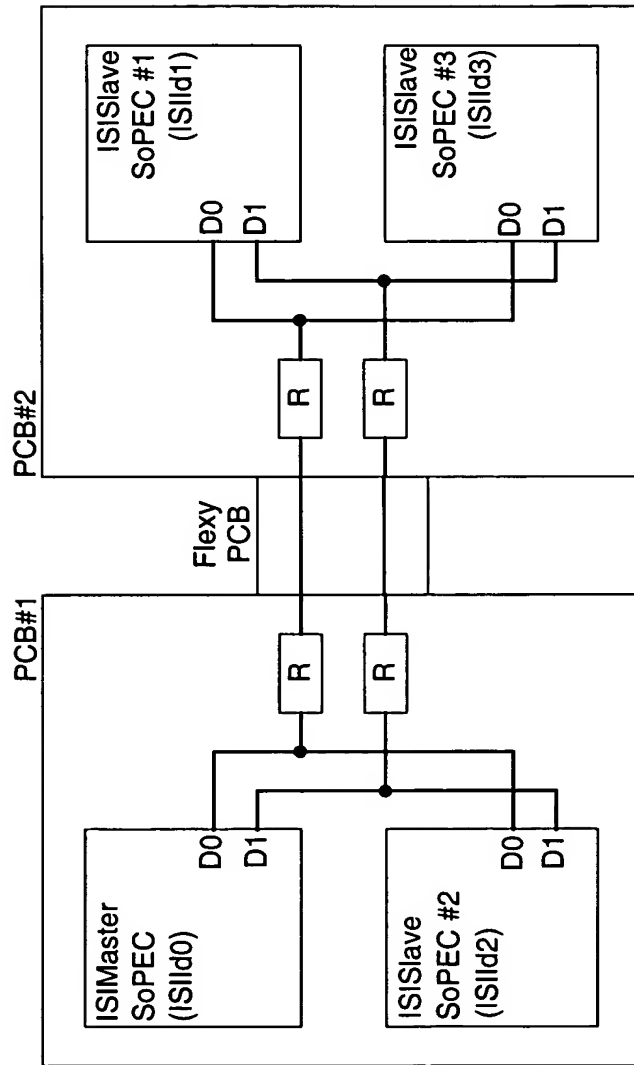 PCB#1
PCB#2
ISIMaster
SoPEC
(ISIId0)
D0
D1
Flexy
PCB
ISISlave
SoPEC #1
(ISIId1)
D0
D1
R
R
R
R
ISISlave
SoPEC #2
(ISIId2)
D0
D1
ISISlave
SoPEC #3
(ISIId3)
D0
D1